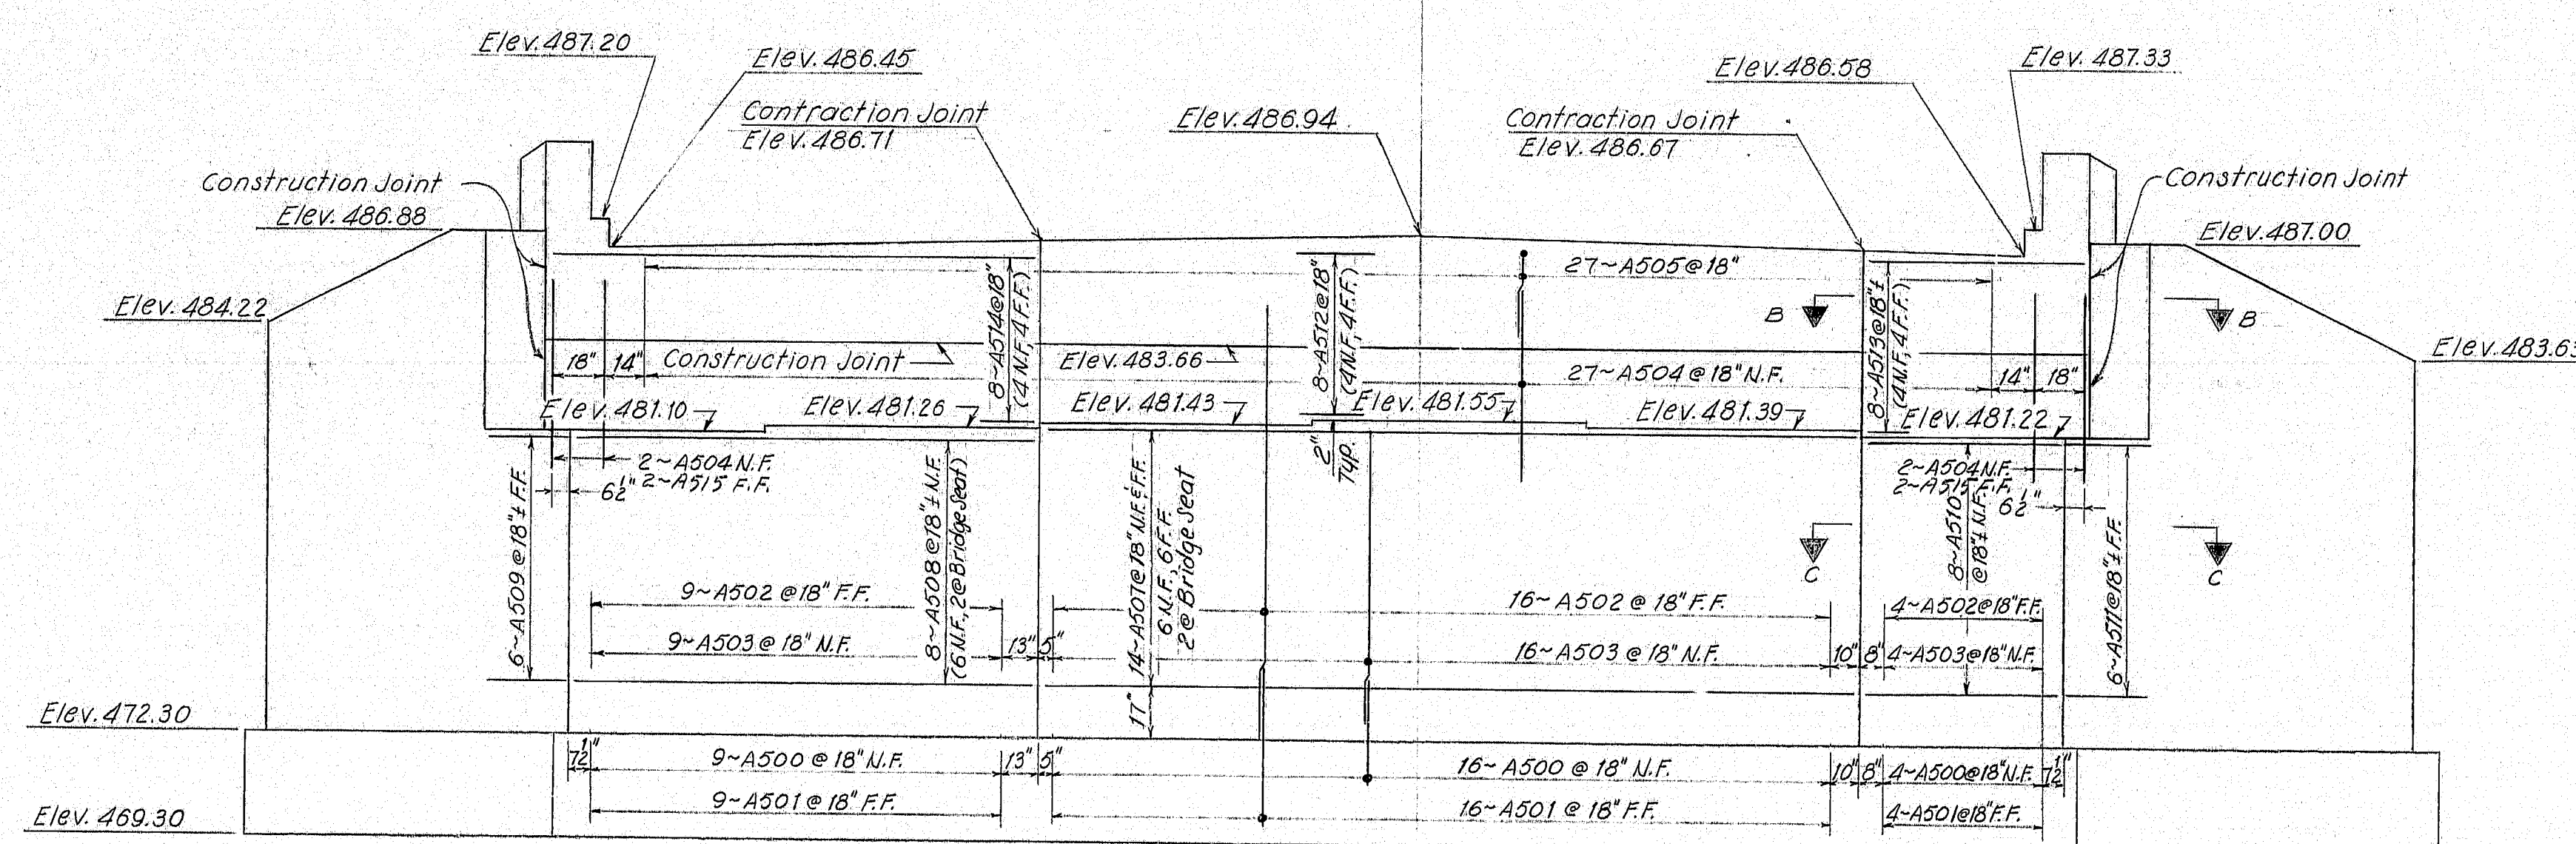 Elev. 487.20
Elev. 486.45
Contraction Joint
Elev. 486.71
Elev. 486.94
Elev. 486.58
Elev. 487.33
Contraction Joint
Elev. 486.67
Construction Joint
Elev. 486.88
Construction Joint
Elev. 487.00
Elev. 484.22
Elev. 483.63
27~A505@18"
B
B
8~A514@18"
(4 N.F., 4 F.F.)
8~A512@18"
(4 N.F., 4 F.F.)
8~A513@18"±
(4 N.F., 4 F.F.)
18"
14"
Construction Joint
Elev. 483.66
27~A504@18" N.F.
14"
18"
Elev. 481.10
Elev. 481.26
Elev. 481.43
Elev. 481.55
Elev. 481.39
Elev. 481.22
2~A504 N.F.
2~A515 F.F.
6 1/2"
2"
Typ.
2~A504 N.F.
2~A515 F.F.
6 1/2"
6~A509@18"± F.F.
8~A508@18"± N.F.
(6 N.F., 2@Bridge Seat)
14~A507@18" N.F. & F.F.
6 N.F., 6 F.F.
2@ Bridge Seat
8~A510
@18"± N.F.
6~A511@18"± F.F.
C
C
9~A502 @ 18" F.F.
16~A502 @ 18" F.F.
4~A502@18" F.F.
9~A503 @ 18" N.F.
13"
5"
16~A503 @ 18" N.F.
10"
8"
4~A503@18" N.F.
17"
Elev. 472.30
7 1/2"
9~A500 @ 18" N.F.
13"
5"
16~A500 @ 18" N.F.
10"
8"
4~A500@18" N.F.
7 1/2"
9~A501 @ 18" F.F.
16~A501 @ 18" F.F.
4~A501@18" F.F.
Elev. 469.30